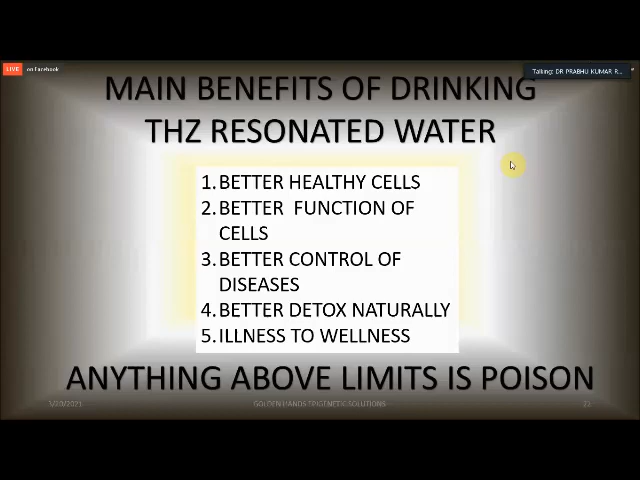 LIVE on Facebook
Talking: DR PRABHU KUMAR R...
MAIN BENEFITS OF DRINKING
THZ RESONATED WATER
1. BETTER HEALTHY CELLS
2. BETTER FUNCTION OF
CELLS
3. BETTER CONTROL OF
DISEASES
4. BETTER DETOX NATURALLY
5. ILLNESS TO WELLNESS
ANYTHING ABOVE LIMITS IS POISON
GOLDEN HANDS EPIGENETIC SOLUTIONS
22